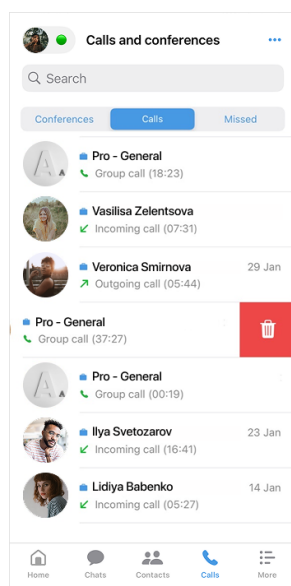 Calls and conferences
Search
Conferences Calls Missed
Pro - General
Group call (18:23)
Vasilisa Zelentsova
Incoming call (07:31)
Veronica Smirnova 29 Jan
Outgoing call (05:44)
Pro - General
Group call (37:27)
Pro - General
Group call (00:19)
Ilya Svetozarov 23 Jan
Incoming call (16:41)
Lidiya Babenko 14 Jan
Incoming call (05:27)
Home Chats Contacts Calls More